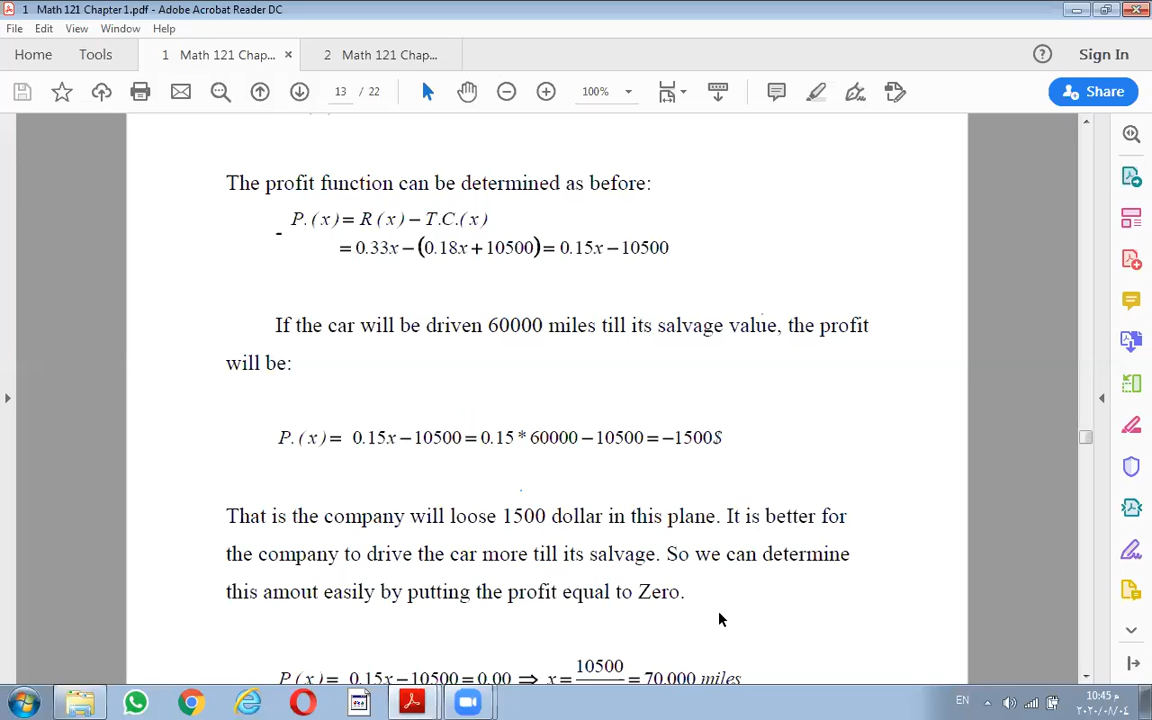 1 Math 121 Chapter 1.pdf - Adobe Acrobat Reader DC
File Edit View Window Help
Home Tools 1 Math 121 Chap... × 2 Math 121 Chap... Sign In
13 / 22 100% Share
The profit function can be determined as before:
P.(x) = R(x) − T.C.(x)
= 0.33x − (0.18x + 10500) = 0.15x − 10500
If the car will be driven 60000 miles till its salvage value, the profit
will be:
P.(x) = 0.15x − 10500 = 0.15 * 60000 − 10500 = −1500$
That is the company will loose 1500 dollar in this plane. It is better for
the company to drive the car more till its salvage. So we can determine
this amout easily by putting the profit equal to Zero.
P(x) = 0.15x − 10500 = 0.00 ⇒ x = 10500 = 70.000 miles
EN 10:45 م
٢٠٢٠/٠٨/٠٤